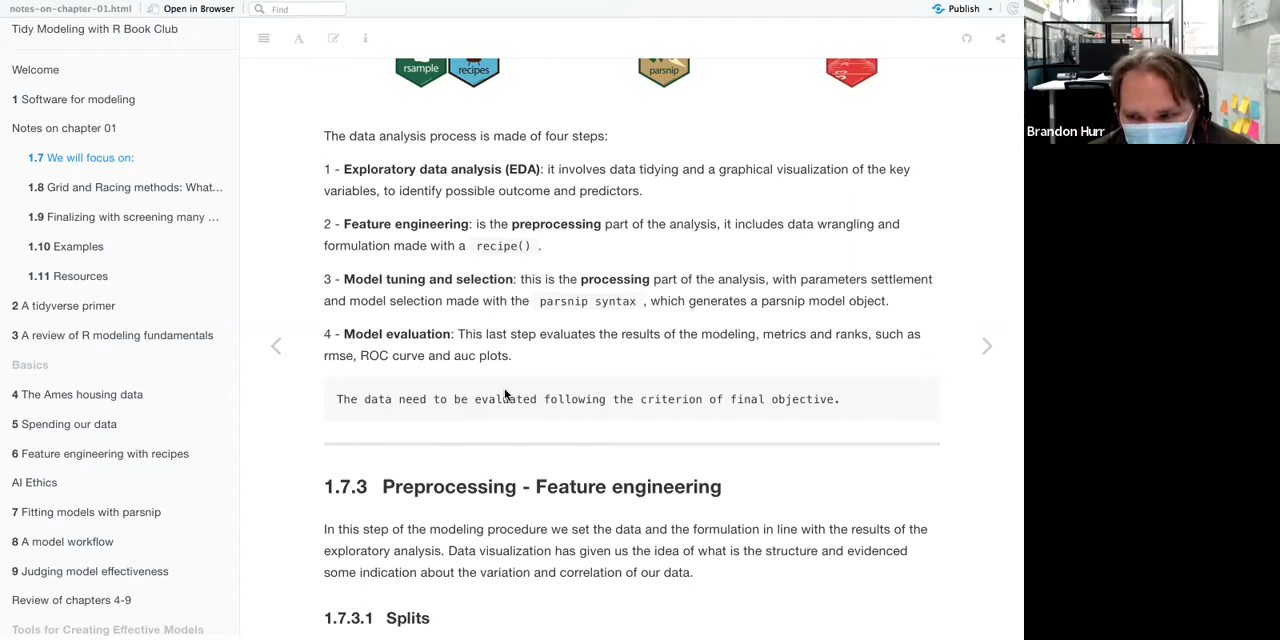 notes-on-chapter-01.html
Open in Browser
Find
Publish
Tidy Modeling with R Book Club
Welcome
1 Software for modeling
Notes on chapter 01
1.7 We will focus on:
1.8 Grid and Racing methods: What...
1.9 Finalizing with screening many ...
1.10 Examples
1.11 Resources
2 A tidyverse primer
3 A review of R modeling fundamentals
Basics
4 The Ames housing data
5 Spending our data
6 Feature engineering with recipes
AI Ethics
7 Fitting models with parsnip
8 A model workflow
9 Judging model effectiveness
Review of chapters 4-9
Tools for Creating Effective Models
rsample
recipes
parsnip
The data analysis process is made of four steps:
1 - Exploratory data analysis (EDA): it involves data tidying and a graphical visualization of the key
variables, to identify possible outcome and predictors.
2 - Feature engineering: is the preprocessing part of the analysis, it includes data wrangling and
formulation made with a recipe() .
3 - Model tuning and selection: this is the processing part of the analysis, with parameters settlement
and model selection made with the parsnip syntax , which generates a parsnip model object.
4 - Model evaluation: This last step evaluates the results of the modeling, metrics and ranks, such as
rmse, ROC curve and auc plots.
The data need to be evaluated following the criterion of final objective.
1.7.3 Preprocessing - Feature engineering
In this step of the modeling procedure we set the data and the formulation in line with the results of the
exploratory analysis. Data visualization has given us the idea of what is the structure and evidenced
some indication about the variation and correlation of our data.
1.7.3.1 Splits
Brandon Hurr